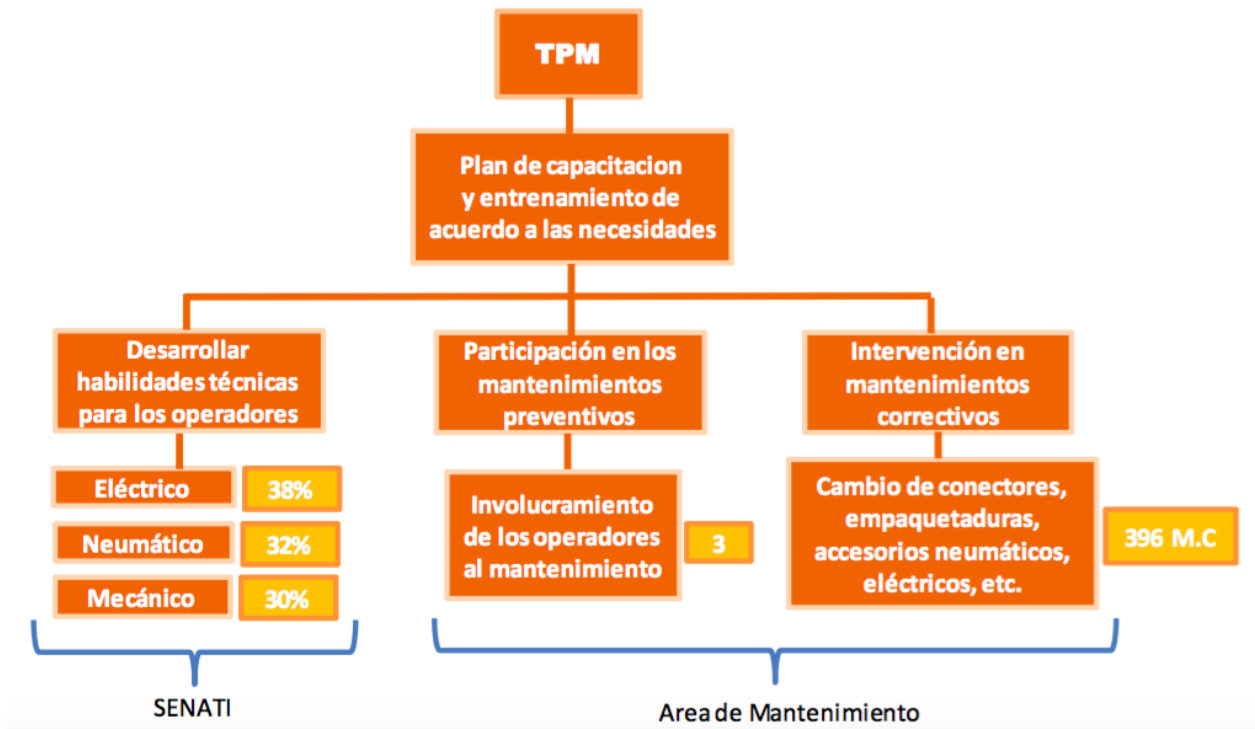 TPM
Plan de capacitacion
y entrenamiento de
acuerdo a las necesidades
Desarrollar
habilidades técnicas
para los operadores
Eléctrico
38%
Neumático
32%
Mecánico
30%
SENATI
Participación en los
mantenimientos
preventivos
Involucramiento
de los operadores
al mantenimiento
3
Intervención en
mantenimientos
correctivos
Cambio de conectores,
empaquetaduras,
accesorios neumáticos,
eléctricos, etc.
396 M.C
Area de Mantenimiento